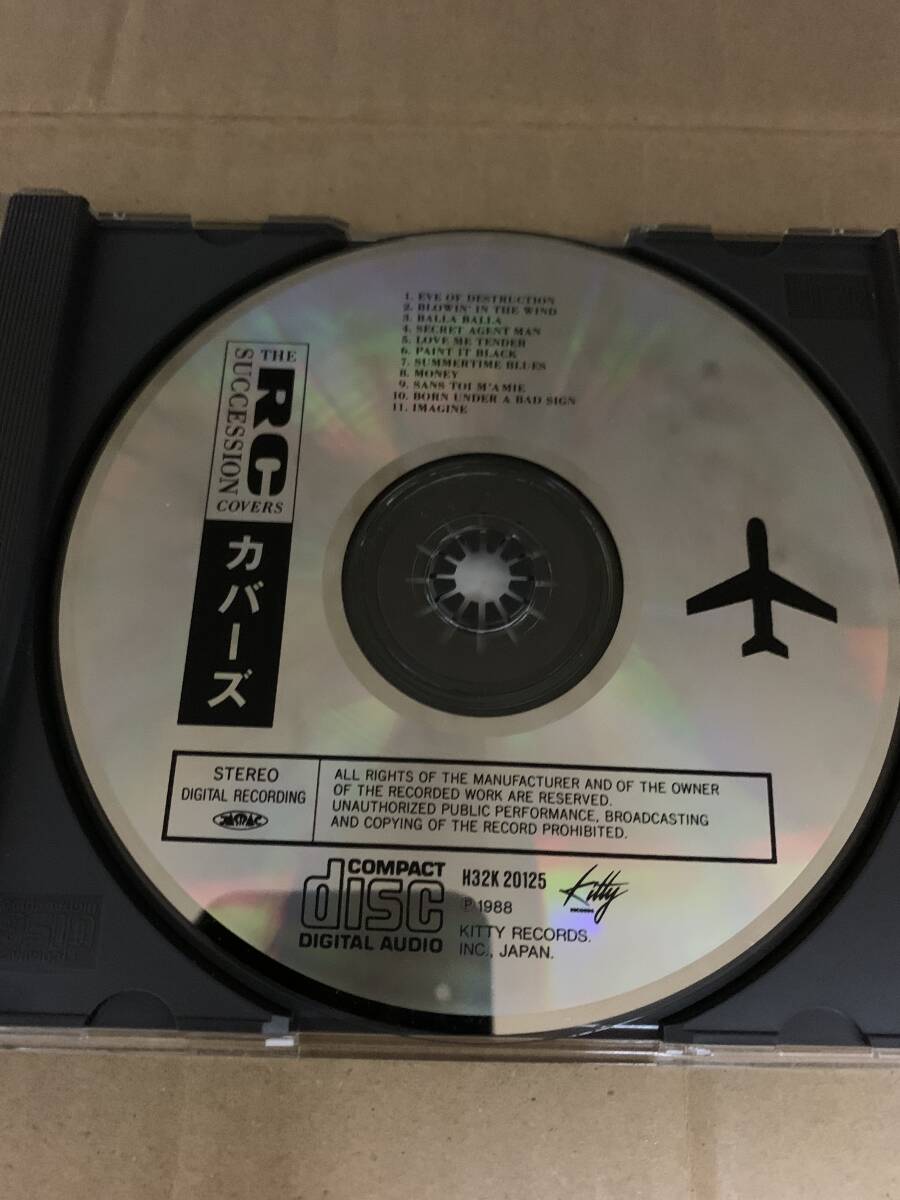 1. EVE OF DESTRUCTION
2. BLOWIN' IN THE WIND
3. BALLA BALLA
4. SECRET AGENT MAN
5. LOVE ME TENDER
6. PAINT IT BLACK
7. SUMMERTIME BLUES
8. MONEY
9. SANS TOI M'AMIE
10. BORN UNDER A BAD SIGN
11. IMAGINE
THE
RC
SUCCESSION
COVERS
カバーズ
STEREO
DIGITAL RECORDING
ALL RIGHTS OF THE MANUFACTURER AND OF THE OWNER
OF THE RECORDED WORK ARE RESERVED.
UNAUTHORIZED PUBLIC PERFORMANCE, BROADCASTING
AND COPYING OF THE RECORD PROHIBITED.
COMPACT
disc
DIGITAL AUDIO
H32K 20125
℗ 1988
Kitty
RECORDS
KITTY RECORDS.
INC., JAPAN.